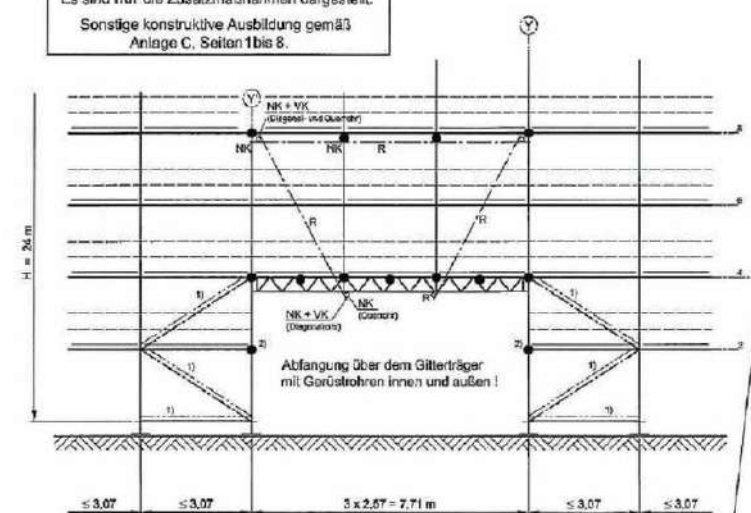 Es sind nur die Zusatzmaßnahmen dargestellt.
Sonstige konstruktive Ausbildung gemäß
Anlage C, Seiten 1 bis 8.
Y
Y
NK + VK
(Diagonal- und Querrohr)
NK
NK
R
8
6
R
R
H = 24 m
4
1)
1)
NK + VK
(Diagonalrohr)
NK
(Querrohr)
R
2)
2)
2
1)
1)
Abfangung über dem Gitterträger
mit Gerüstrohren innen und außen !
1)
1)
≤ 3,07
≤ 3,07
3 x 2,57 = 7,71 m
≤ 3,07
≤ 3,07